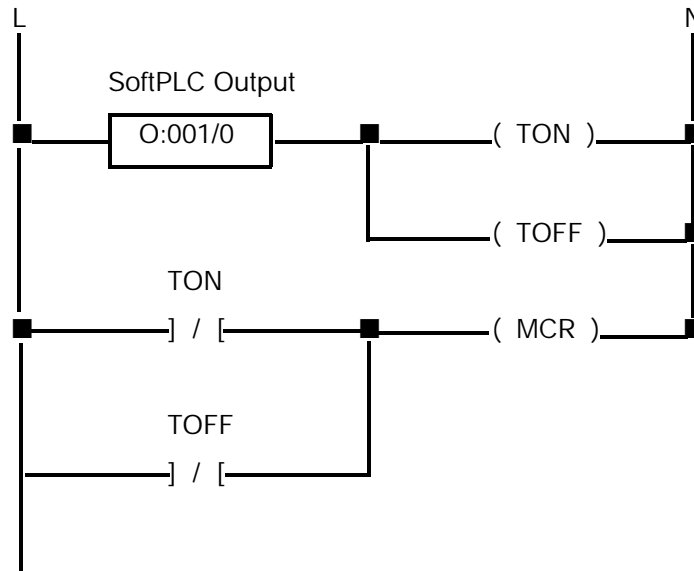 L N
SoftPLC Output
O:001/0 ( TON )
( TOFF )
TON
] / [ ( MCR )
TOFF
] / [